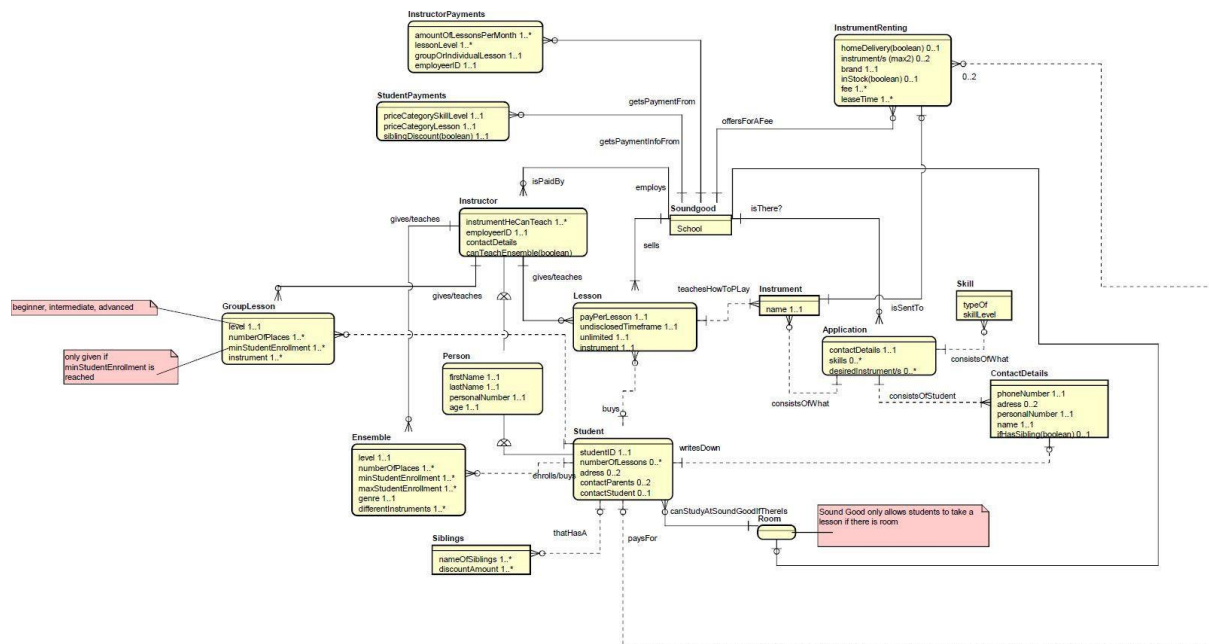 InstructorPayments
amountOfLessonsPerMonth 1..*
lessonLevel 1..*
groupOrIndividualLesson 1..1
employeerID 1..1
InstrumentRenting
homeDelivery(boolean) 0..1
instrument/s (max2) 0..2
brand 1..1
inStock(boolean) 0..1
fee 1..*
leaseTime 1..*
0..2
StudentPayments
priceCategorySkillLevel 1..1
priceCategoryLesson 1..1
siblingDiscount(boolean) 1..1
getsPaymentFrom
offersForAFee
getsPaymentInfoFrom
isPaidBy
employs
Instructor
instrumentHeCanTeach 1..*
employeerID 1..1
contactDetails
canTeachEnsemble(boolean)
gives/teaches
Soundgood
School
isThere?
sells
gives/teaches
gives/teaches
beginner, intermediate, advanced
GroupLesson
level 1..1
numberOfPlaces 1..*
minStudentEnrollment 1..*
instrument 1..*
only given if
minStudentEnrollment is
reached
Lesson
payPerLesson 1..1
undisclosedTimeframe 1..1
unlimited 1..1
instrument 1..1
teachesHowToPLay
Instrument
name 1..1
isSentTo
Skill
typeOf
skillLevel
Application
contactDetails 1..1
skills 0..*
desiredInstrument/s 0..*
consistsOfWhat
consistsOfWhat
consistsOfStudent
ContactDetails
phoneNumber 1..1
adress 0..2
personalNumber 1..1
name 1..1
ifHasSibling(boolean) 0..1
Person
firstName 1..1
lastName 1..1
personalNumber 1..1
age 1..1
buys
Student
studentID 1..1
numberOfLessons 0..*
adress 0..2
contactParents 0..2
contactStudent 0..1
writesDown
Ensemble
level 1..1
numberOfPlaces 1..*
minStudentEnrollment 1..*
maxStudentEnrollment 1..*
genre 1..1
differentInstruments 1..*
enrolls/buys
canStudyAtSoundGoodIfThereIs
Room
Sound Good only allows students to take a
lesson if there is room
thatHasA
paysFor
Siblings
nameOfSiblings 1..*
discountAmount 1..*